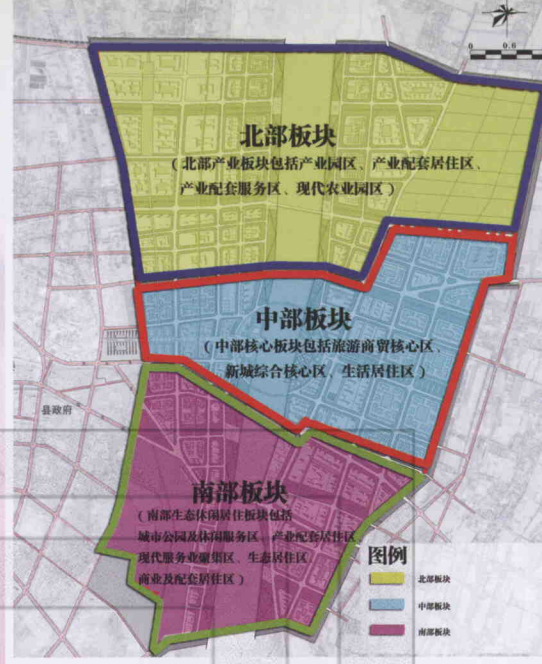 0 0.6
北部板块
（北部产业板块包括产业园区、产业配套居住区、
产业配套服务区、现代农业园区）
中部板块
（中部核心板块包括旅游商贸核心区、
新城综合核心区、生活居住区）
县政府
南部板块
（南部生态休闲居住板块包括
城市公园及休闲服务区、产业配套居住区、
现代服务业聚集区、生态居住区
商业及配套居住区）
图例
北部板块
中部板块
南部板块